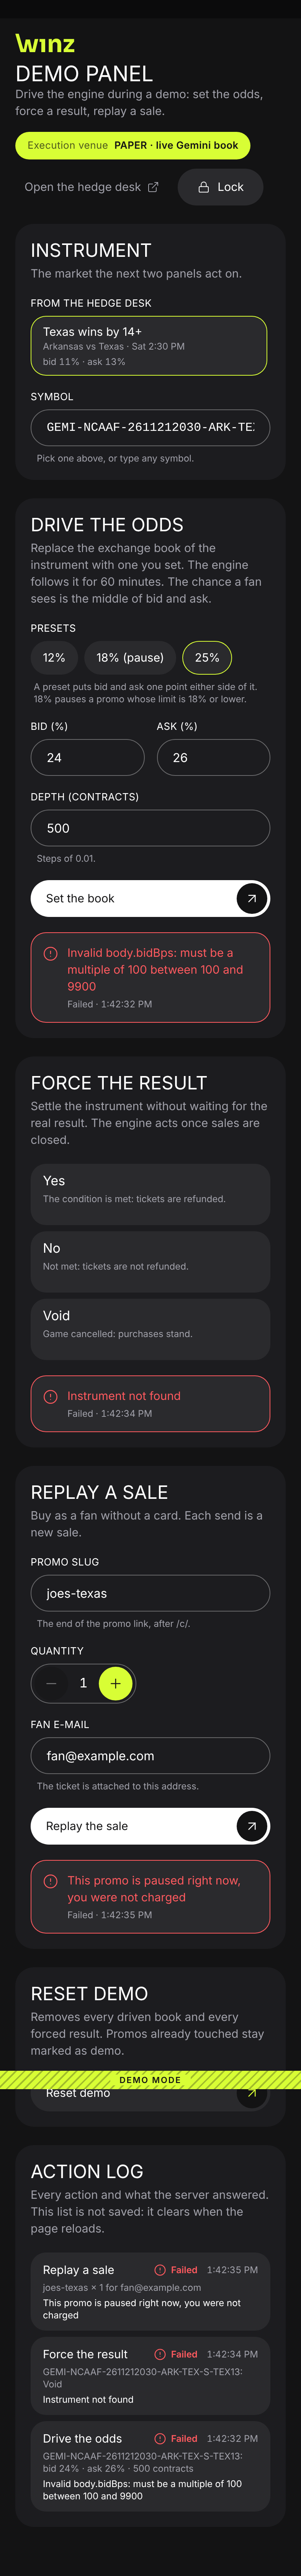 winz
DEMO PANEL
Drive the engine during a demo: set the odds,
force a result, replay a sale.
Execution venue PAPER · live Gemini book
Open the hedge desk
Lock
INSTRUMENT
The market the next two panels act on.
FROM THE HEDGE DESK
Texas wins by 14+
Arkansas vs Texas · Sat 2:30 PM
bid 11% · ask 13%
SYMBOL
GEMI-NCAAF-2611212030-ARK-TE
Pick one above, or type any symbol.
DRIVE THE ODDS
Replace the exchange book of the
instrument with one you set. The engine
follows it for 60 minutes. The chance a fan
sees is the middle of bid and ask.
PRESETS
12%
18% (pause)
25%
A preset puts bid and ask one point either side of it.
18% pauses a promo whose limit is 18% or lower.
BID (%)
ASK (%)
24
26
DEPTH (CONTRACTS)
500
Steps of 0.01.
Set the book
Invalid body.bidBps: must be a
multiple of 100 between 100 and
9900
Failed · 1:42:32 PM
FORCE THE RESULT
Settle the instrument without waiting for the
real result. The engine acts once sales are
closed.
Yes
The condition is met: tickets are refunded.
No
Not met: tickets are not refunded.
Void
Game cancelled: purchases stand.
Instrument not found
Failed · 1:42:34 PM
REPLAY A SALE
Buy as a fan without a card. Each send is a
new sale.
PROMO SLUG
joes-texas
The end of the promo link, after /c/.
QUANTITY
1
FAN E-MAIL
fan@example.com
The ticket is attached to this address.
Replay the sale
This promo is paused right now,
you were not charged
Failed · 1:42:35 PM
RESET DEMO
Removes every driven book and every
forced result. Promos already touched stay
marked as demo.
DEMO MODE
Reset demo
ACTION LOG
Every action and what the server answered.
This list is not saved: it clears when the
page reloads.
Replay a sale Failed 1:42:35 PM
joes-texas × 1 for fan@example.com
This promo is paused right now, you were not
charged
Force the result Failed 1:42:34 PM
GEMI-NCAAF-2611212030-ARK-TEX-S-TEX13:
Void
Instrument not found
Drive the odds Failed 1:42:32 PM
GEMI-NCAAF-2611212030-ARK-TEX-S-TEX13:
bid 24% · ask 26% · 500 contracts
Invalid body.bidBps: must be a multiple of 100
between 100 and 9900